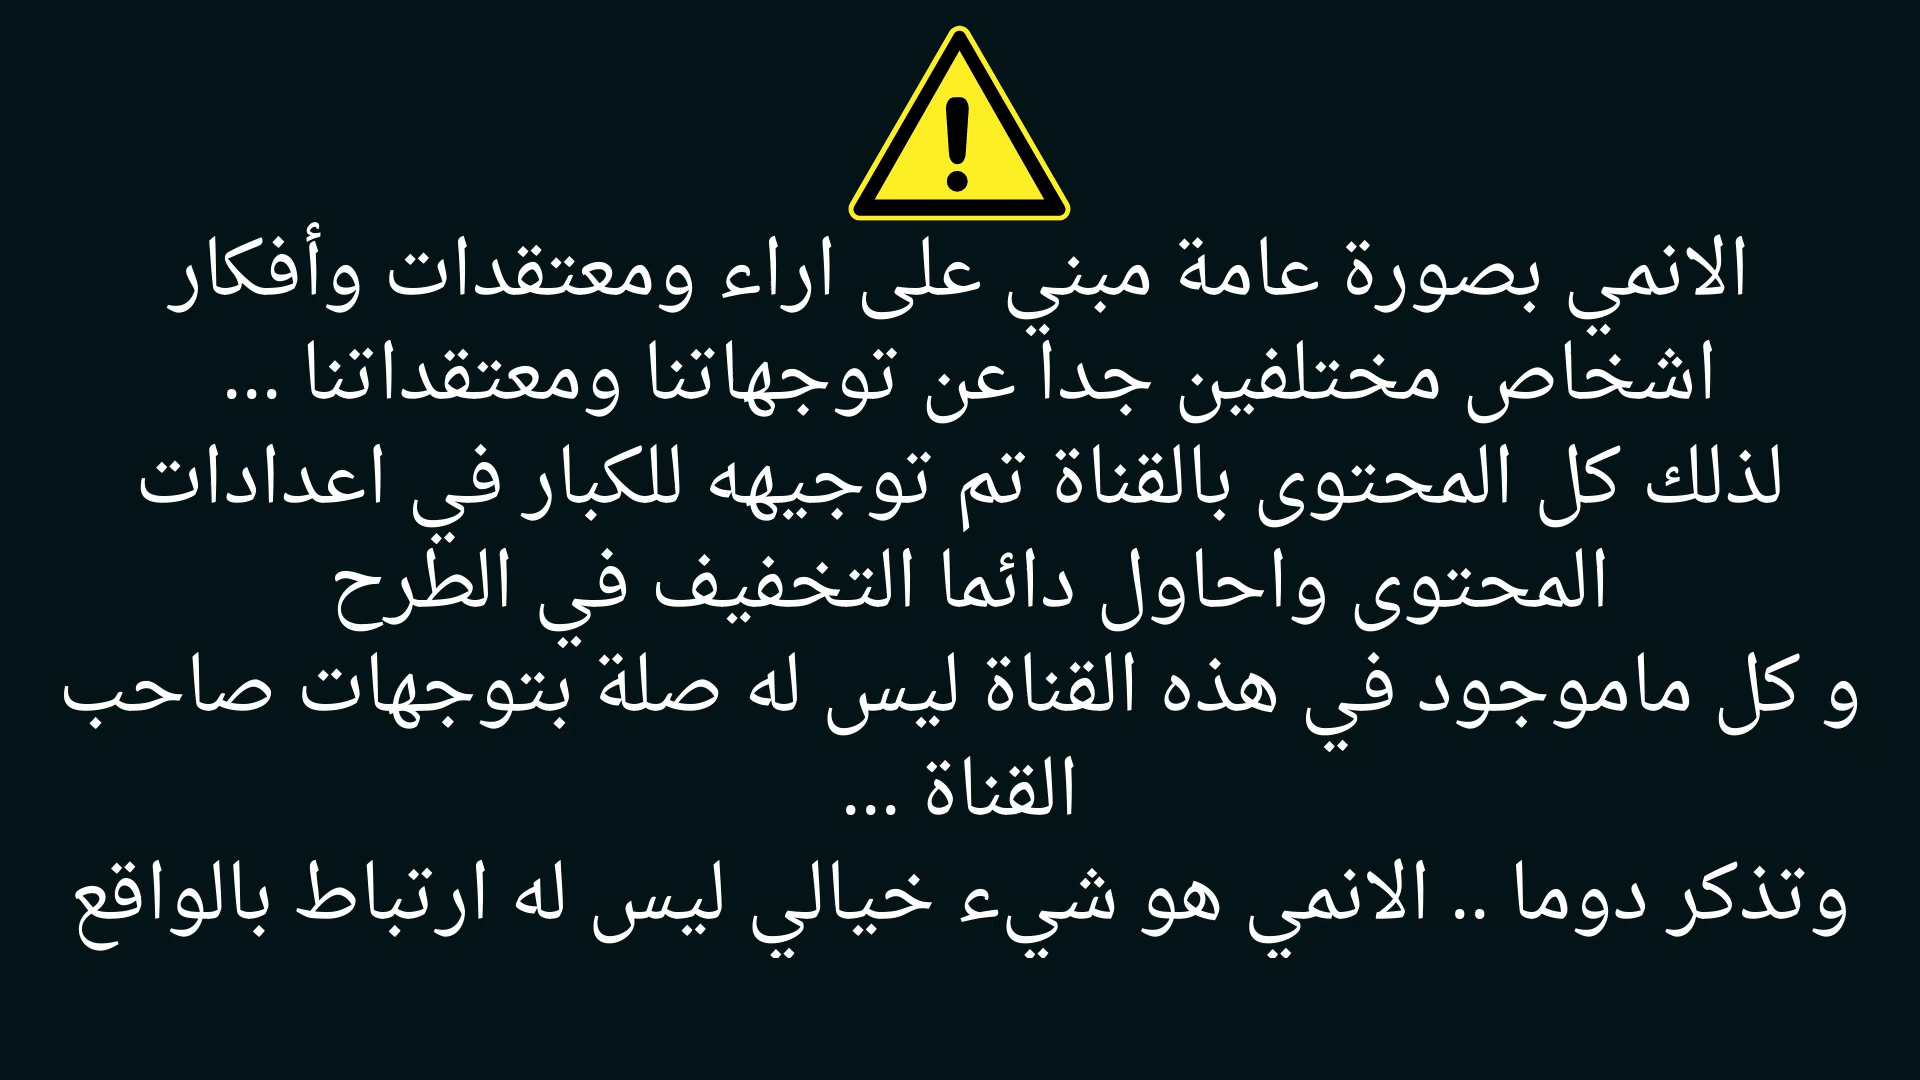 الانمي بصورة عامة مبني على اراء ومعتقدات وأفكار
اشخاص مختلفين جداً عن توجهاتنا ومعتقداتنا ...
لذلك كل المحتوى بالقناة تم توجيهه للكبار في اعدادات
المحتوى واحاول دائما التخفيف في الطرح
و كل ماموجود في هذه القناة ليس له صلة بتوجهات صاحب
القناة ...
وتذكر دوما .. الانمي هو شيء خيالي ليس له ارتباط بالواقع